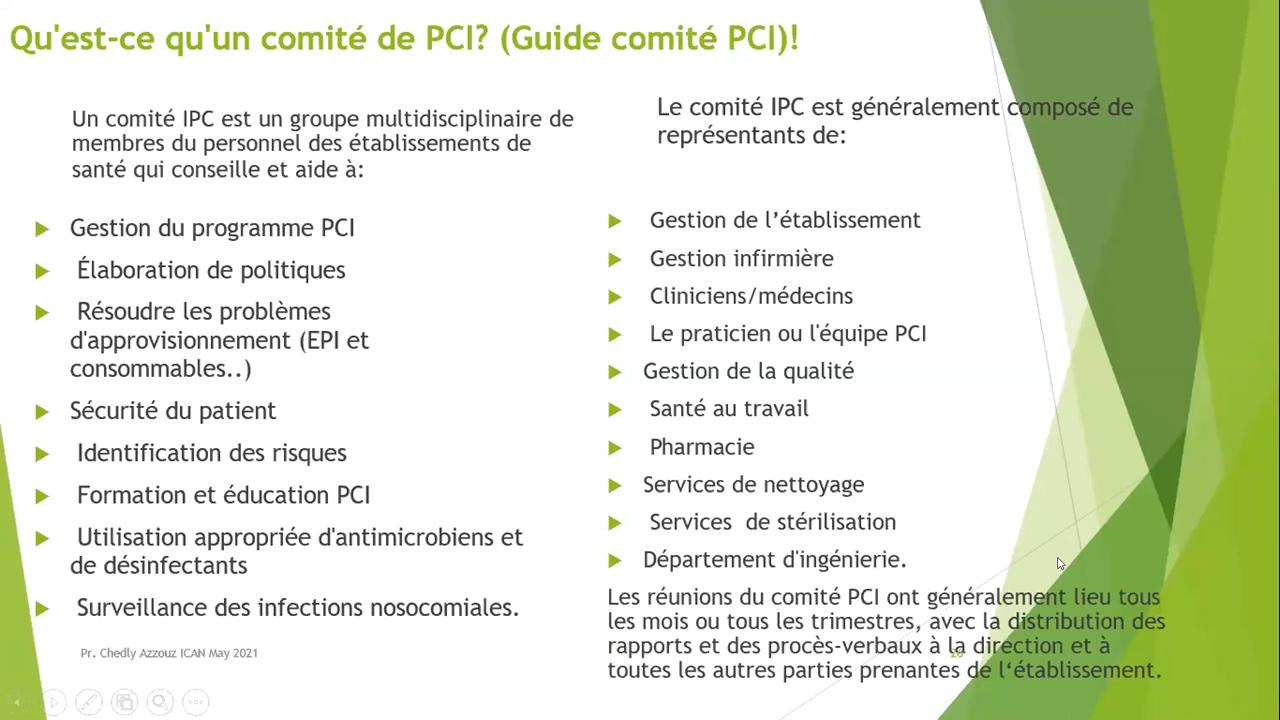 Qu'est-ce qu'un comité de PCI? (Guide comité PCI)!
Un comité IPC est un groupe multidisciplinaire de
membres du personnel des établissements de
santé qui conseille et aide à:
Gestion du programme PCI
Élaboration de politiques
Résoudre les problèmes
d'approvisionnement (EPI et
consommables..)
Sécurité du patient
Identification des risques
Formation et éducation PCI
Utilisation appropriée d'antimicrobiens et
de désinfectants
Surveillance des infections nosocomiales.
Pr. Chedly Azzouz ICAN May 2021
Le comité IPC est généralement composé de
représentants de:
Gestion de l’établissement
Gestion infirmière
Cliniciens/médecins
Le praticien ou l'équipe PCI
Gestion de la qualité
Santé au travail
Pharmacie
Services de nettoyage
Services de stérilisation
Département d'ingénierie.
Les réunions du comité PCI ont généralement lieu tous
les mois ou tous les trimestres, avec la distribution des
rapports et des procès-verbaux à la direction et à
toutes les autres parties prenantes de l‘établissement.